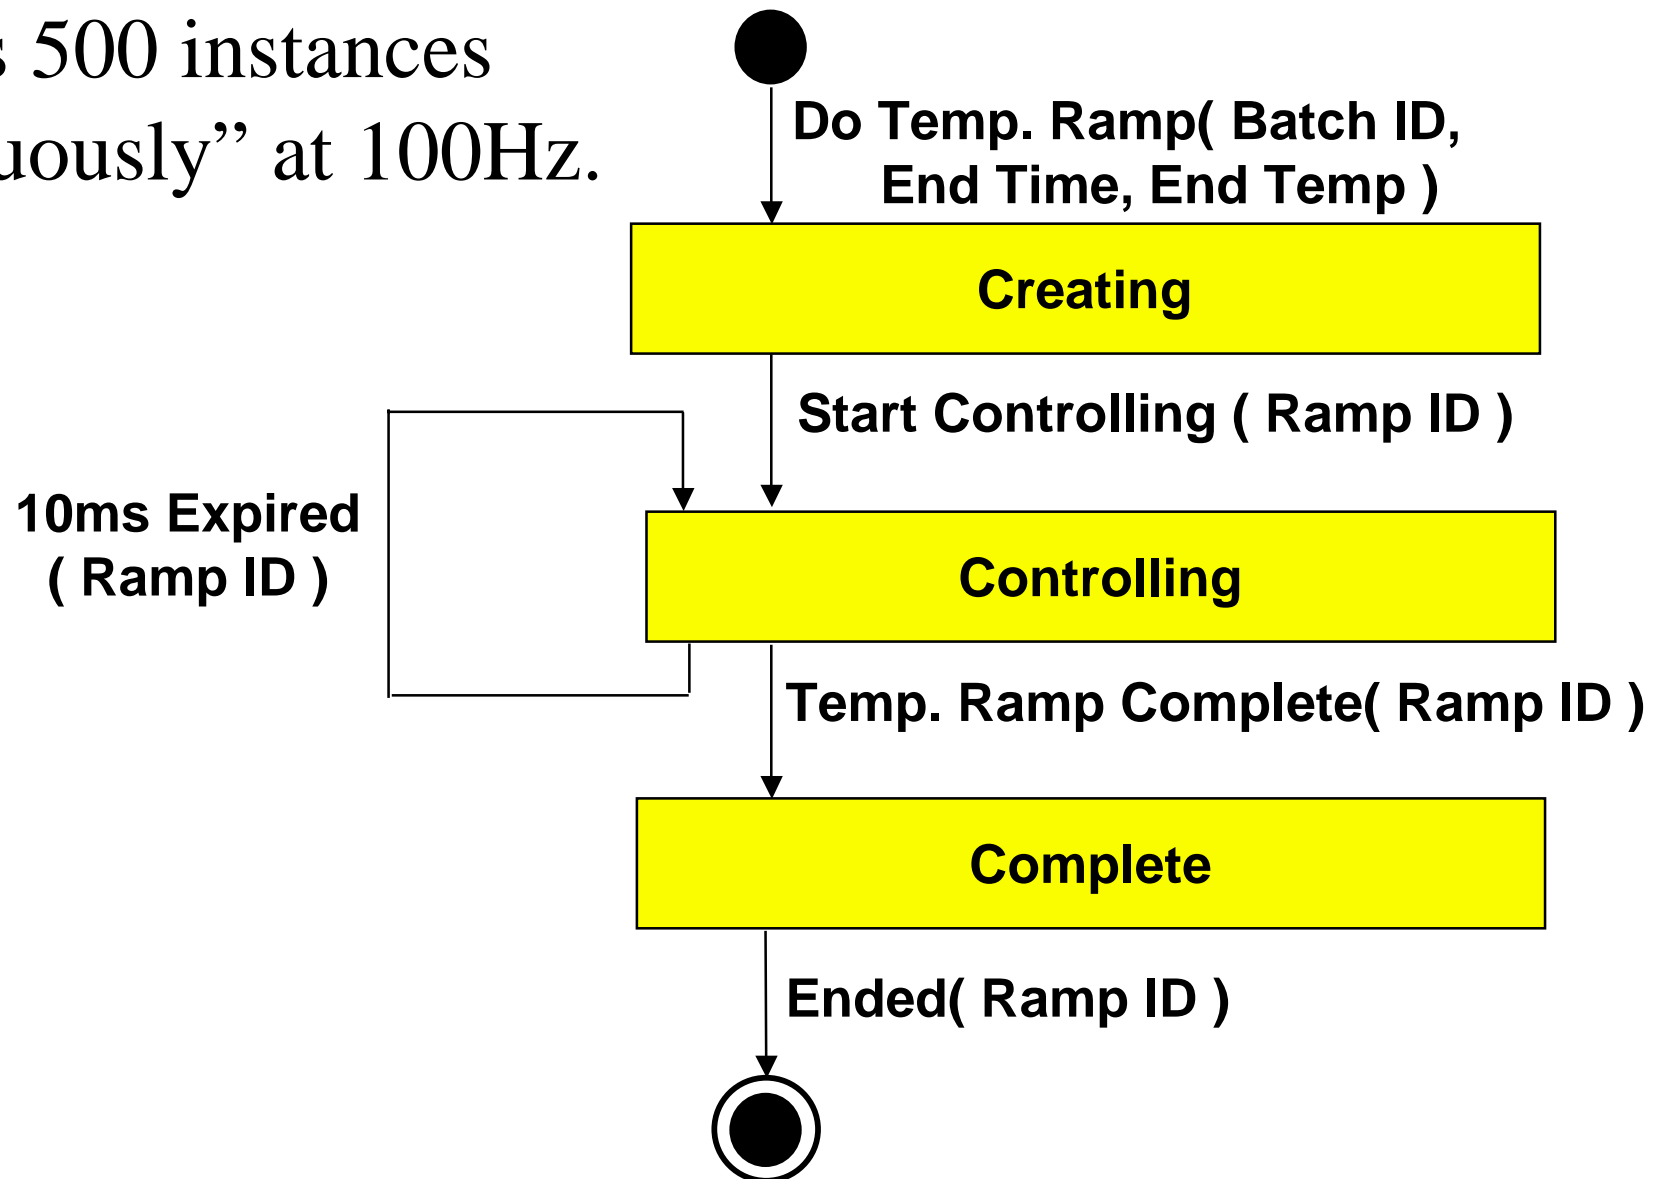 s 500 instances
uously” at 100Hz.
Do Temp. Ramp( Batch ID,
End Time, End Temp )
Creating
Start Controlling ( Ramp ID )
10ms Expired
( Ramp ID )
Controlling
Temp. Ramp Complete( Ramp ID )
Complete
Ended( Ramp ID )